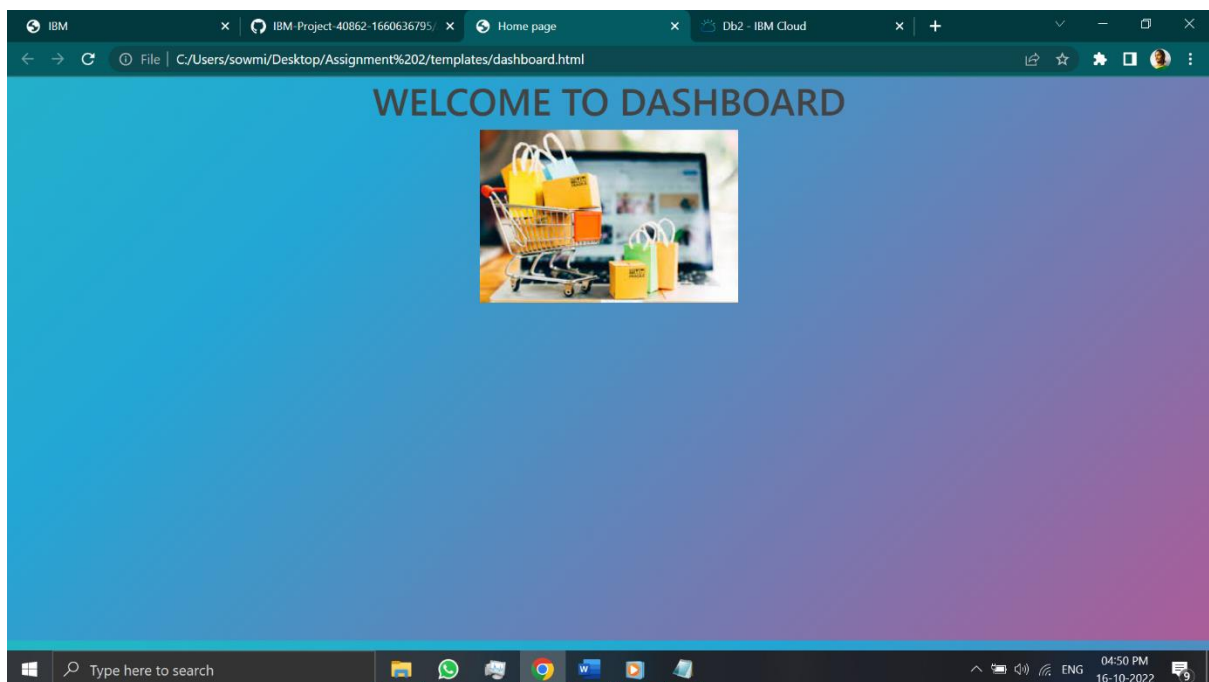 IBM
IBM-Project-40862-1660636795/
Home page
Db2 - IBM Cloud
File | C:/Users/sowmi/Desktop/Assignment%202/templates/dashboard.html
WELCOME TO DASHBOARD
Type here to search
ENG
04:50 PM
16-10-2022
9